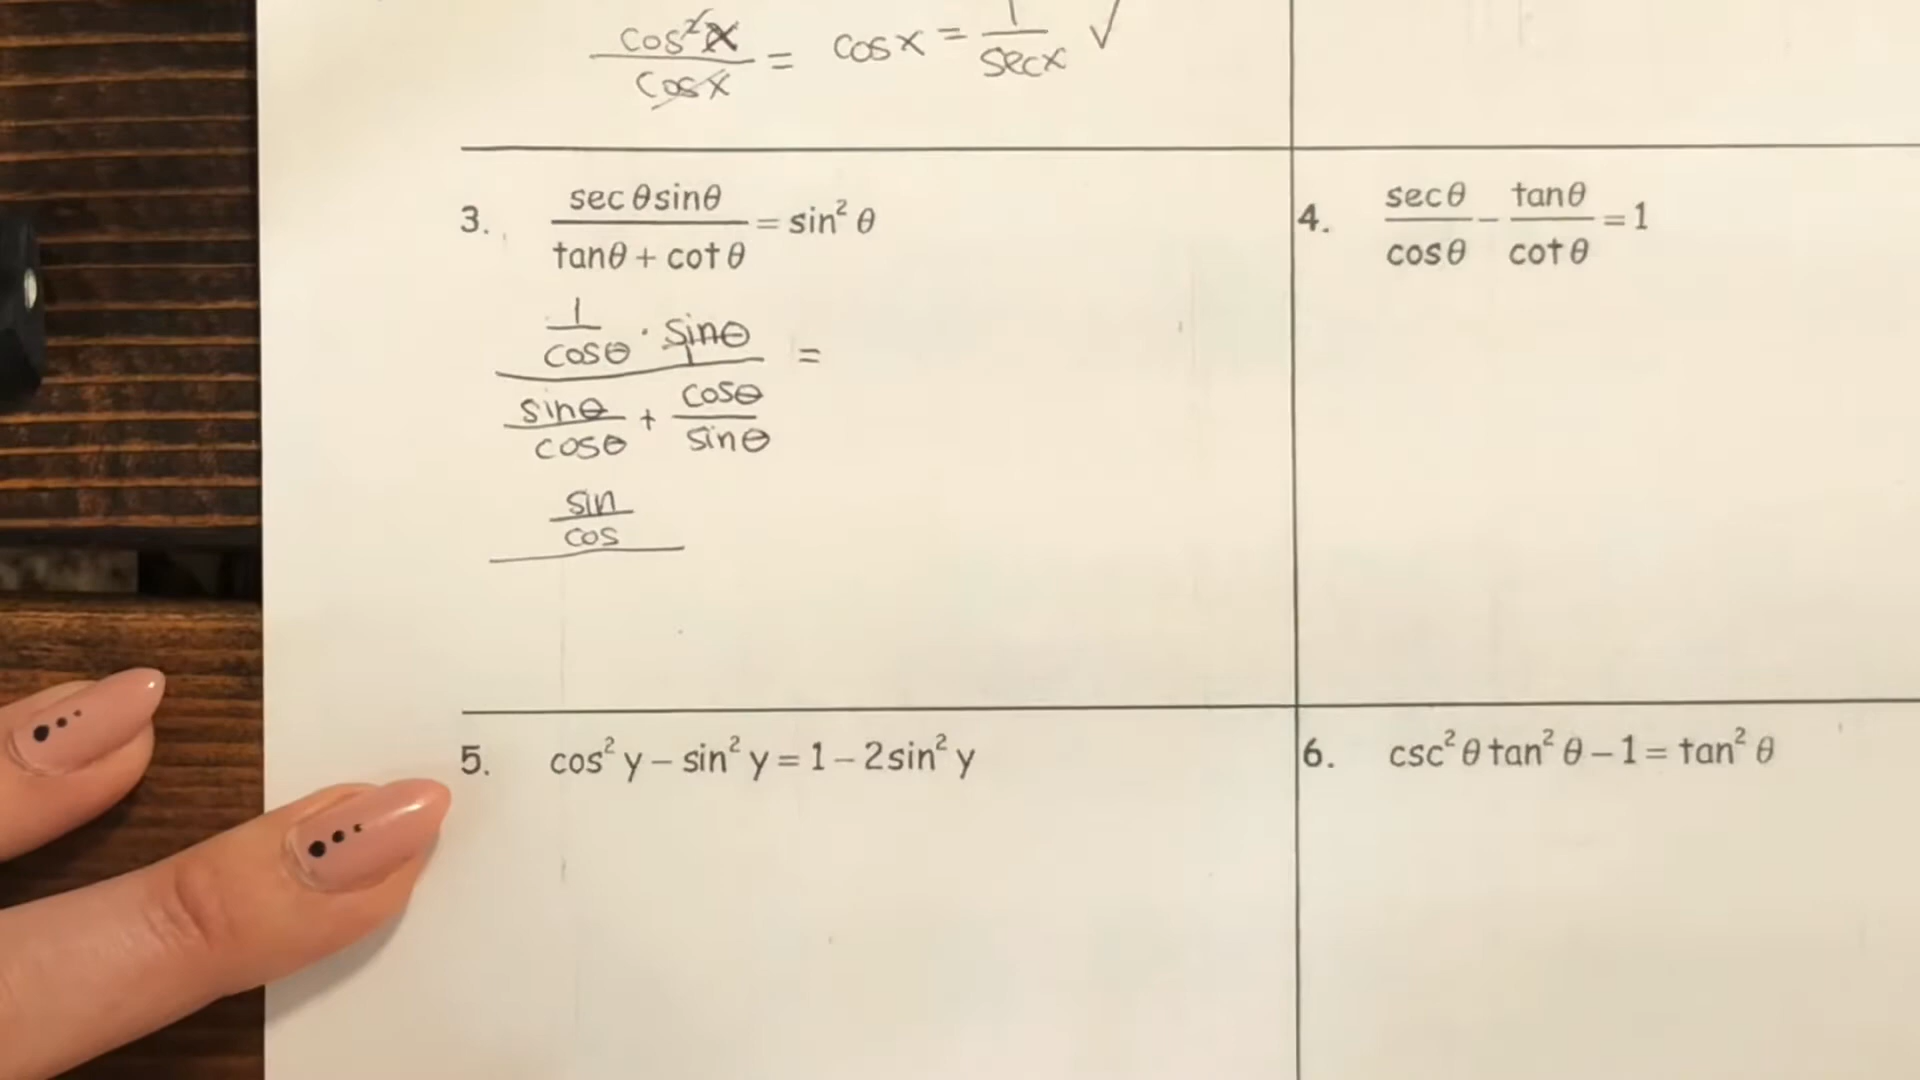 cos²x / cosx = cosx = 1 / secx ✓
3. secθsinθ / tanθ + cotθ = sin²θ
1 / cosθ · sinθ / 1 =
sinθ / cosθ + cosθ / sinθ
sin / cos
4. secθ / cosθ − tanθ / cotθ = 1
5. cos²y − sin²y = 1 − 2sin²y
6. csc²θtan²θ − 1 = tan²θ